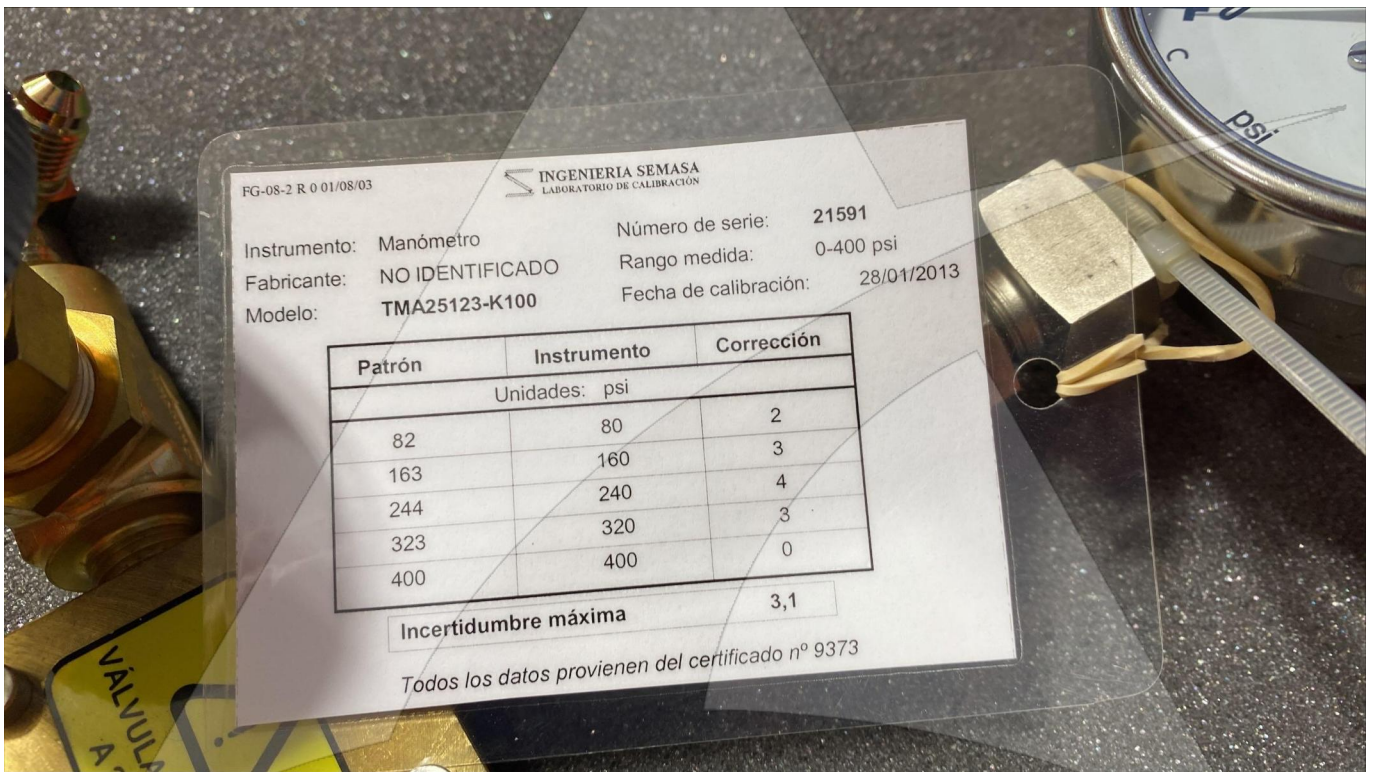 FG-08-2 R 0 01/08/03
INGENIERIA SEMASA
LABORATORIO DE CALIBRACIÓN
Instrumento: Manómetro
Número de serie: 21591
Fabricante: NO IDENTIFICADO
Rango medida: 0-400 psi
Modelo: TMA25123-K100
Fecha de calibración: 28/01/2013
Patrón Instrumento Corrección
Unidades: psi
82 80 2
163 160 3
244 240 4
323 320 3
400 400 0
Incertidumbre máxima 3,1
Todos los datos provienen del certificado nº 9373
psi